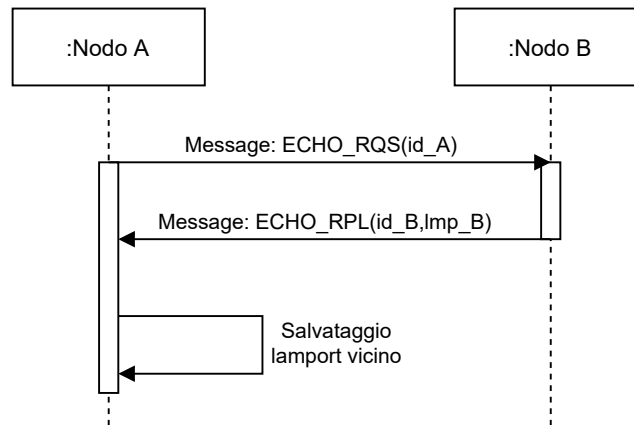 :Nodo A
:Nodo B
Message: ECHO_RQS(id_A)
Message: ECHO_RPL(id_B,lmp_B)
Salvataggio
lamport vicino